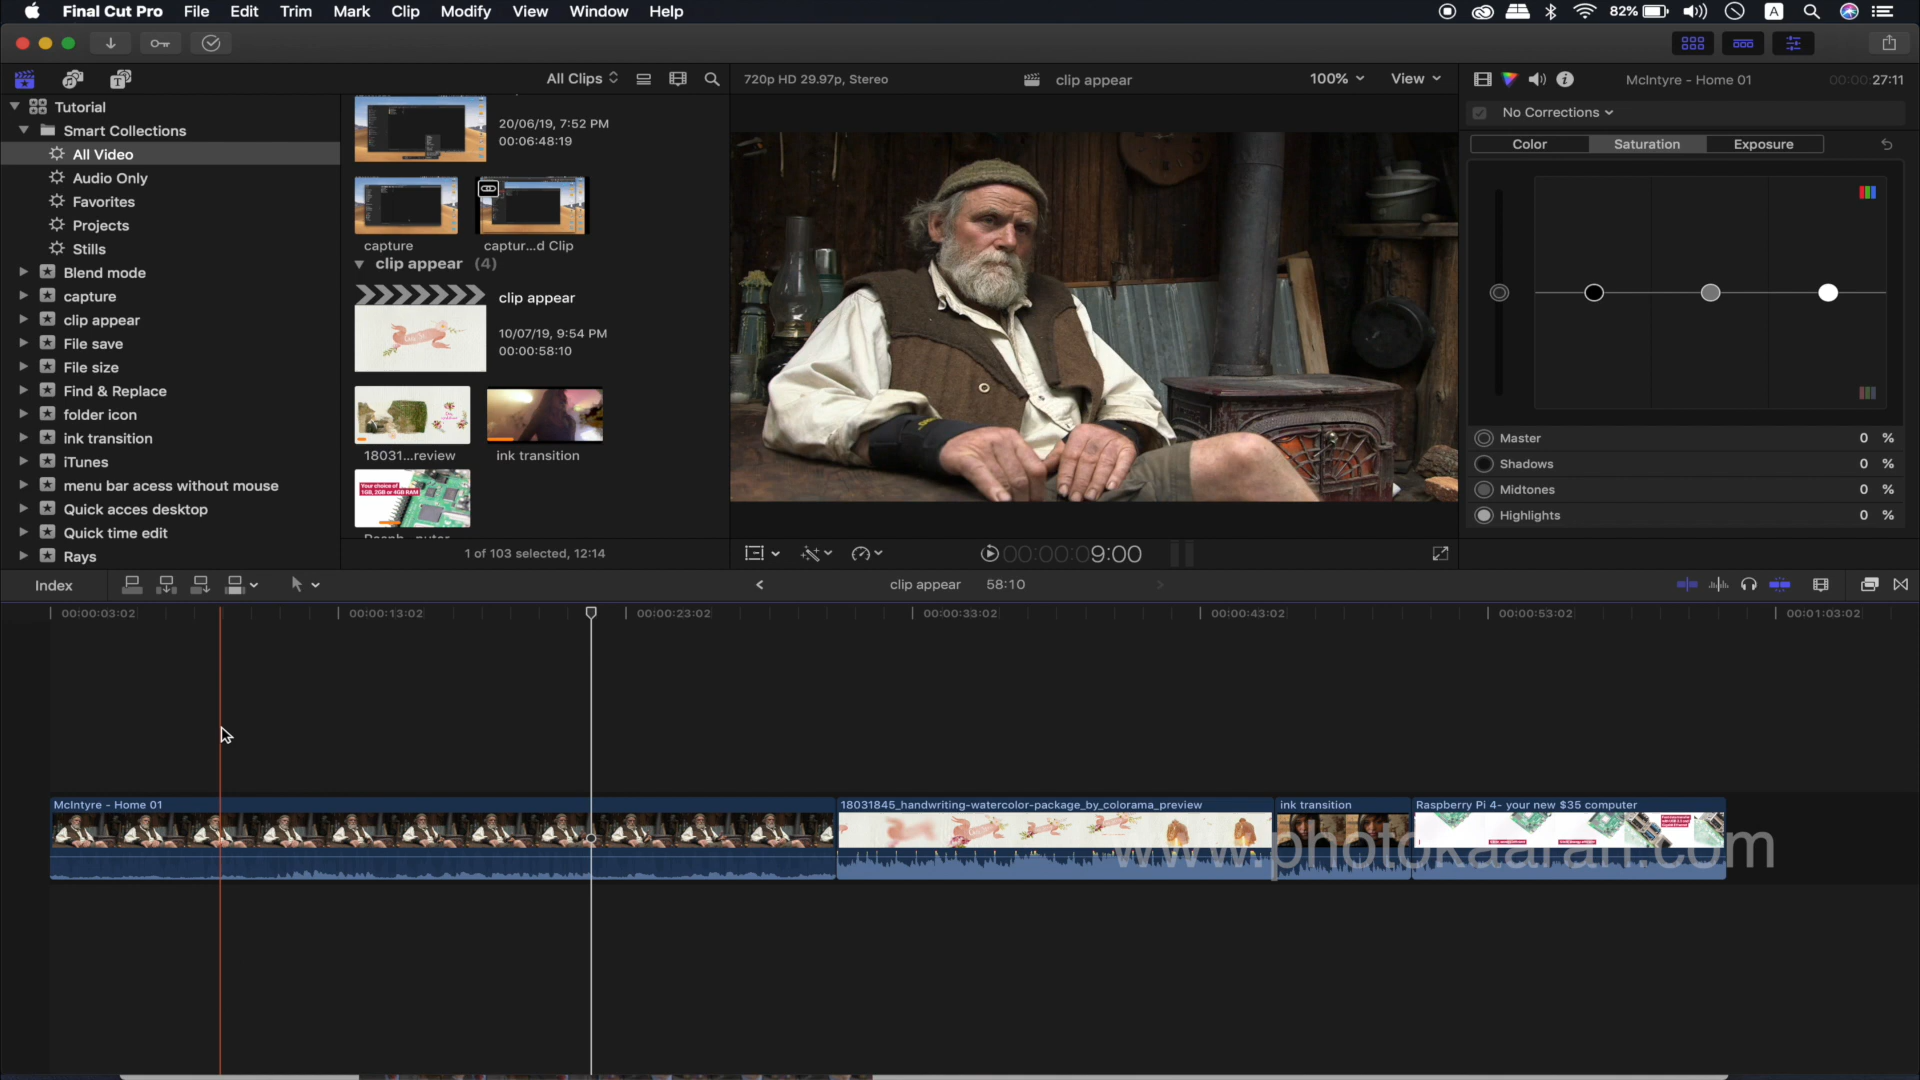 Final Cut Pro File Edit Trim Mark Clip Modify View Window Help
82%
A
All Clips
720p HD 29.97p, Stereo
clip appear
100%
View
McIntyre - Home 01
00:00:27:11
Tutorial
Smart Collections
All Video
Audio Only
Favorites
Projects
Stills
Blend mode
capture
clip appear
File save
File size
Find & Replace
folder icon
ink transition
iTunes
menu bar acess without mouse
Quick acces desktop
Quick time edit
Rays
20/06/19, 7:52 PM
00:06:48:19
capture
captur...d Clip
clip appear (4)
clip appear
10/07/19, 9:54 PM
00:00:58:10
18031...review
ink transition
Your choice of
1GB, 2GB or 4GB RAM
1 of 103 selected, 12:14
No Corrections
Color Saturation Exposure
Master 0 %
Shadows 0 %
Midtones 0 %
Highlights 0 %
00:00:09:00
Index
clip appear 58:10
00:00:03:02 00:00:13:02 00:00:23:02 00:00:33:02 00:00:43:02 00:00:53:02 00:01:03:02
McIntyre - Home 01
18031845_handwriting-watercolor-package_by_colorama_preview
ink transition
Raspberry Pi 4- your new $35 computer
www.photokaaran.com